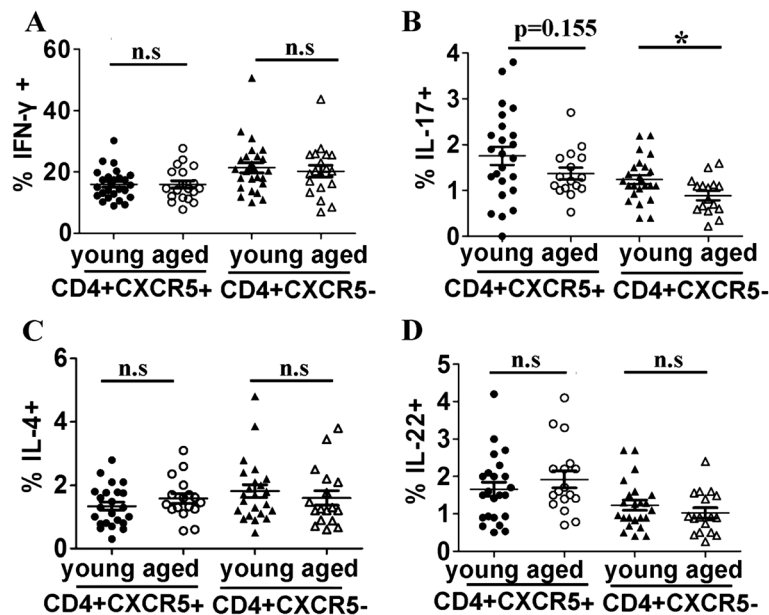 A
n.s
n.s
% IFN-γ +
60
40
20
0
young aged young aged
CD4+CXCR5+ CD4+CXCR5-
B
p=0.155
*
% IL-17+
4
3
2
1
0
young aged young aged
CD4+CXCR5+ CD4+CXCR5-
C
n.s
n.s
% IL-4+
6
4
2
0
young aged young aged
CD4+CXCR5+ CD4+CXCR5-
D
n.s
n.s
% IL-22+
5
4
3
2
1
0
young aged young aged
CD4+CXCR5+ CD4+CXCR5-